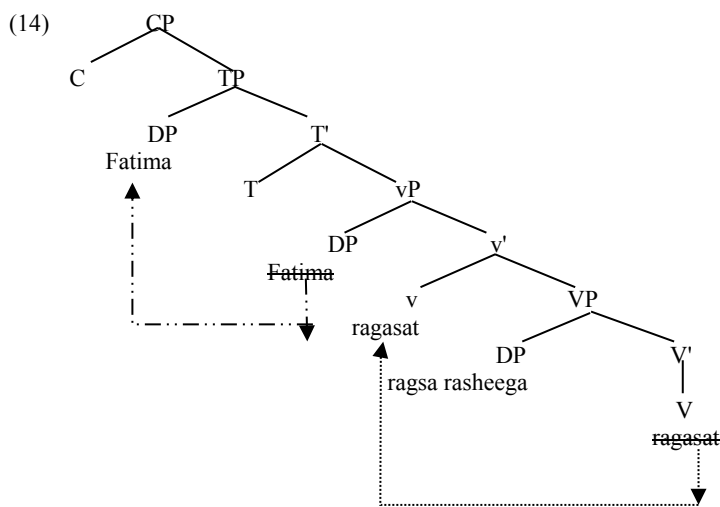 (14) CP
C TP
DP T'
Fatima
T vP
DP v'
Fatima
v VP
ragasat
DP V'
ragsa rasheega
V
ragasat